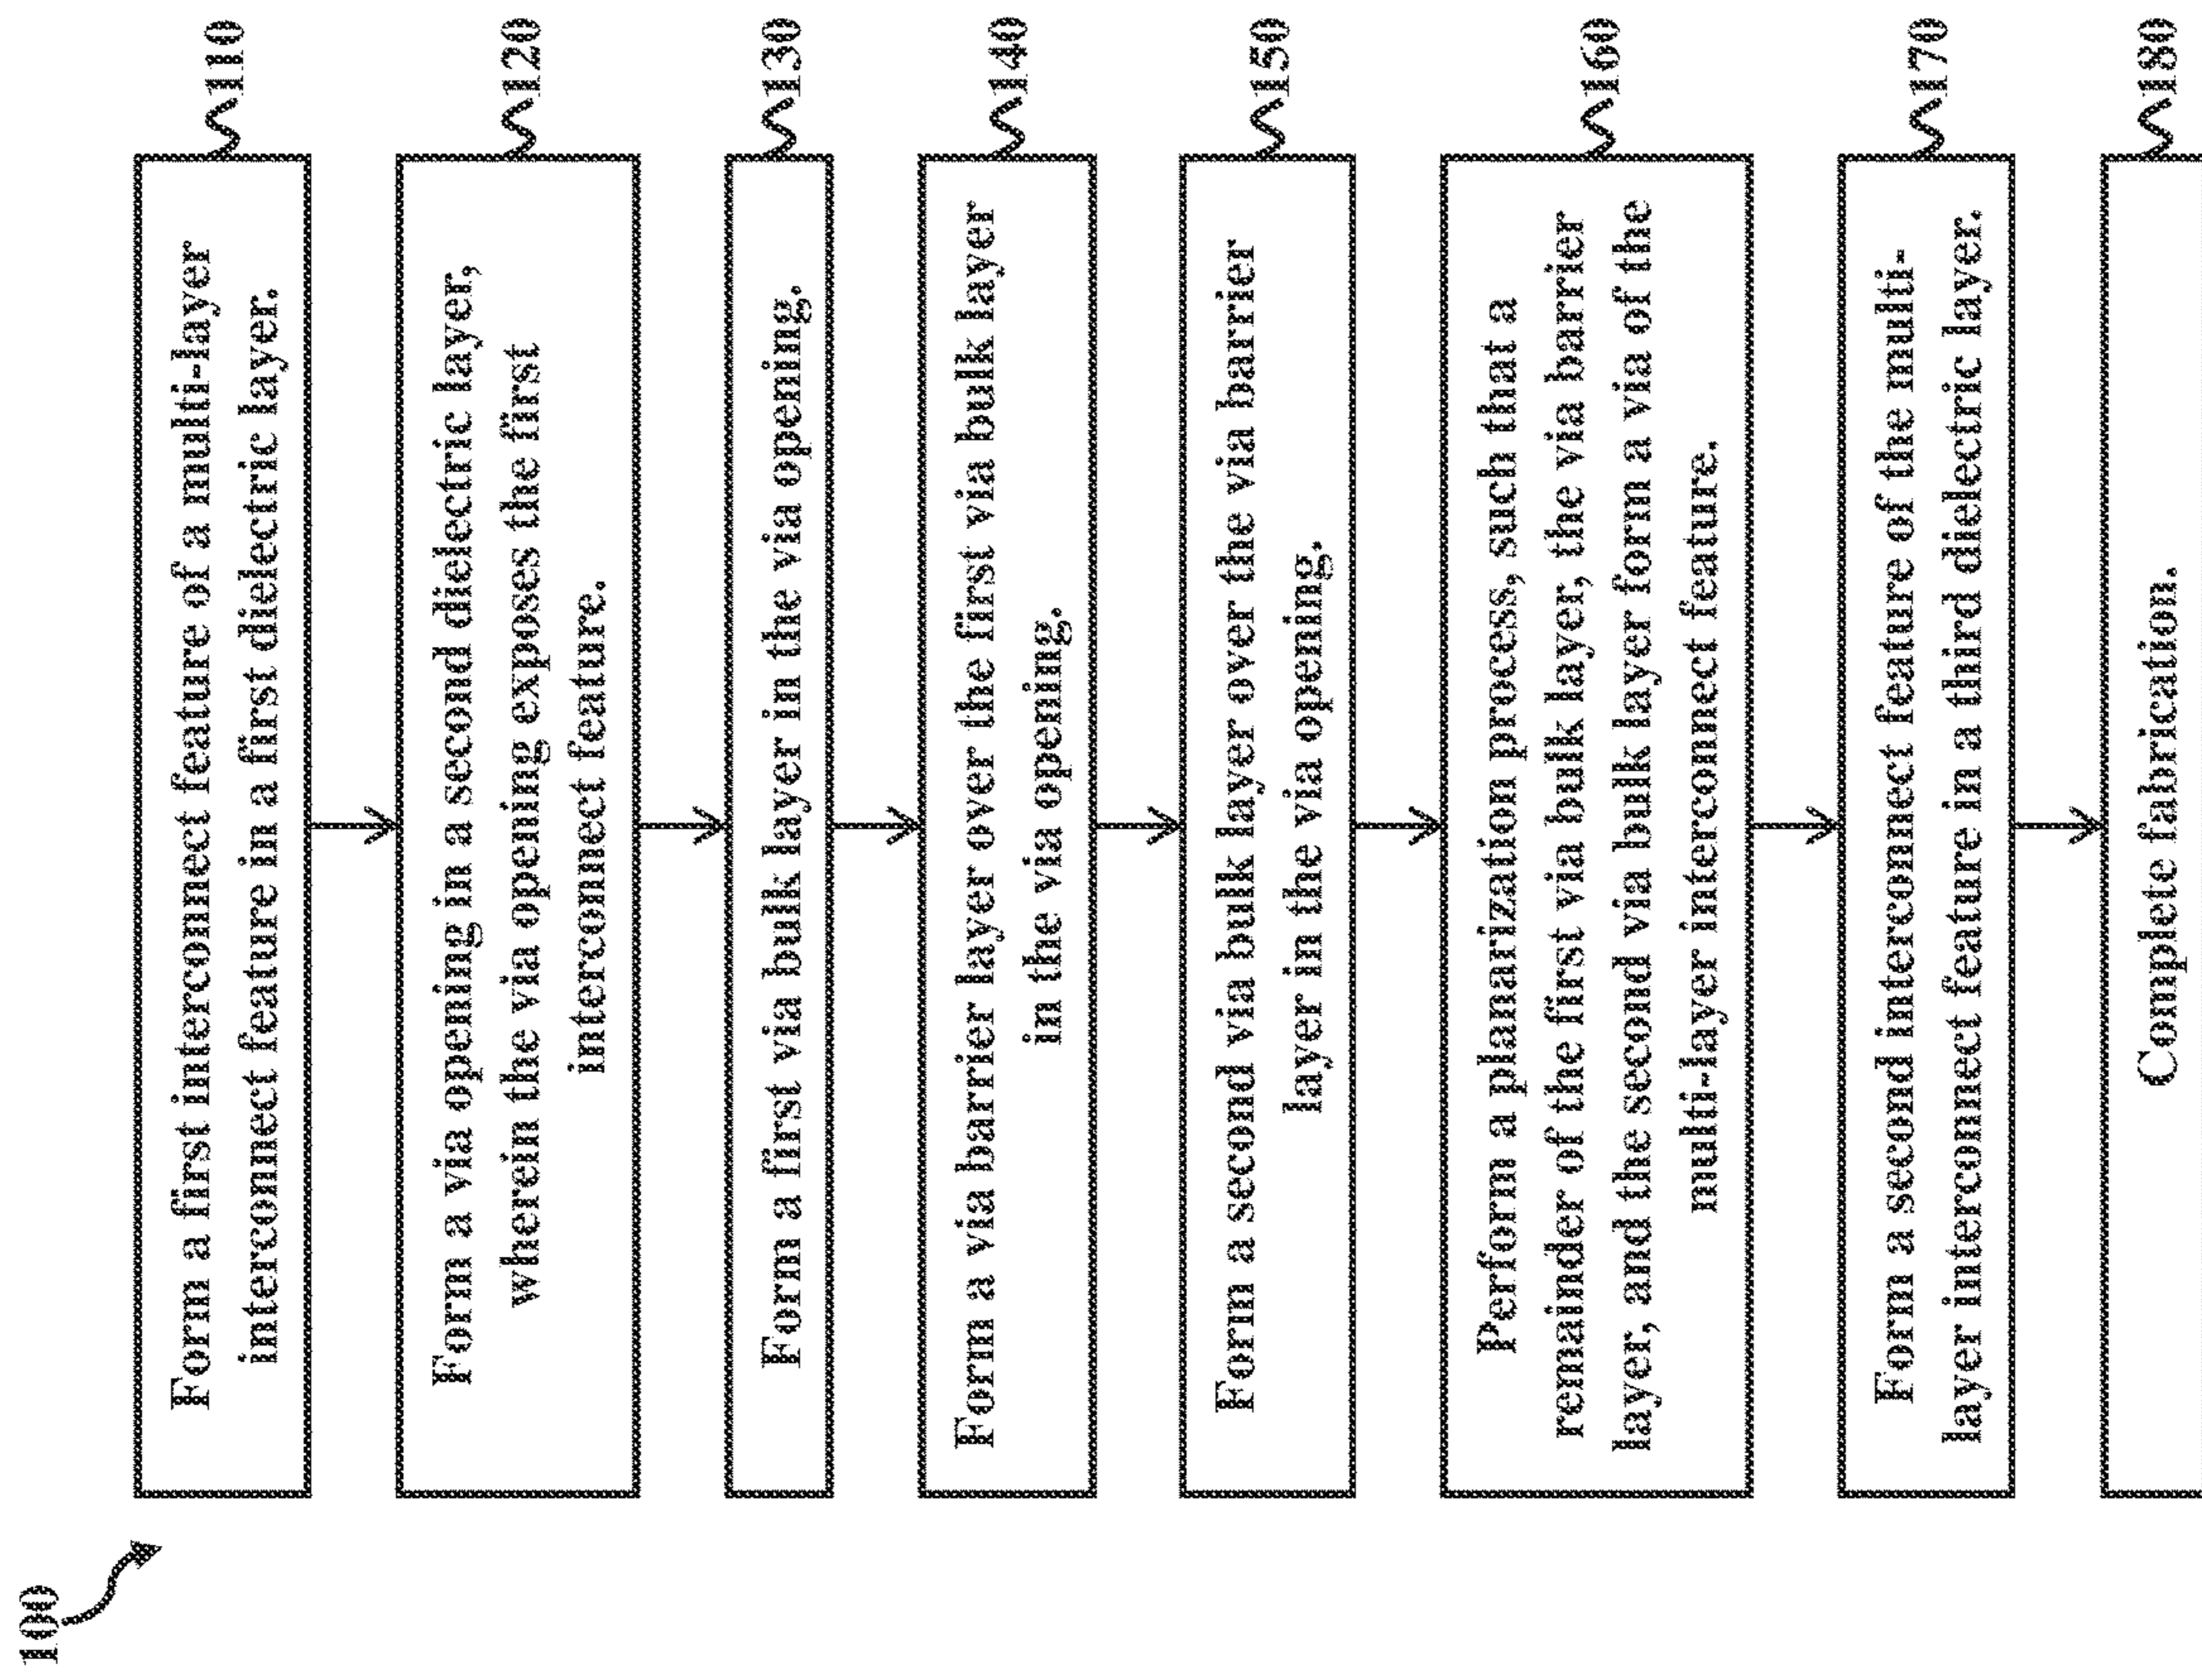 100
Form a first interconnect feature of a multi-layer
interconnect feature in a first dielectric layer.
110
Form a via opening in a second dielectric layer,
wherein the via opening exposes the first
interconnect feature.
120
Form a first via bulk layer in the via opening.
130
Form a via barrier layer over the first via bulk layer
in the via opening.
140
Form a second via bulk layer over the via barrier
layer in the via opening.
150
Perform a planarization process, such that a
remainder of the first via bulk layer, the via barrier
layer, and the second via bulk layer form a via of the
multi-layer interconnect feature.
160
Form a second interconnect feature of the multi-
layer interconnect feature in a third dielectric layer.
170
Complete fabrication.
180